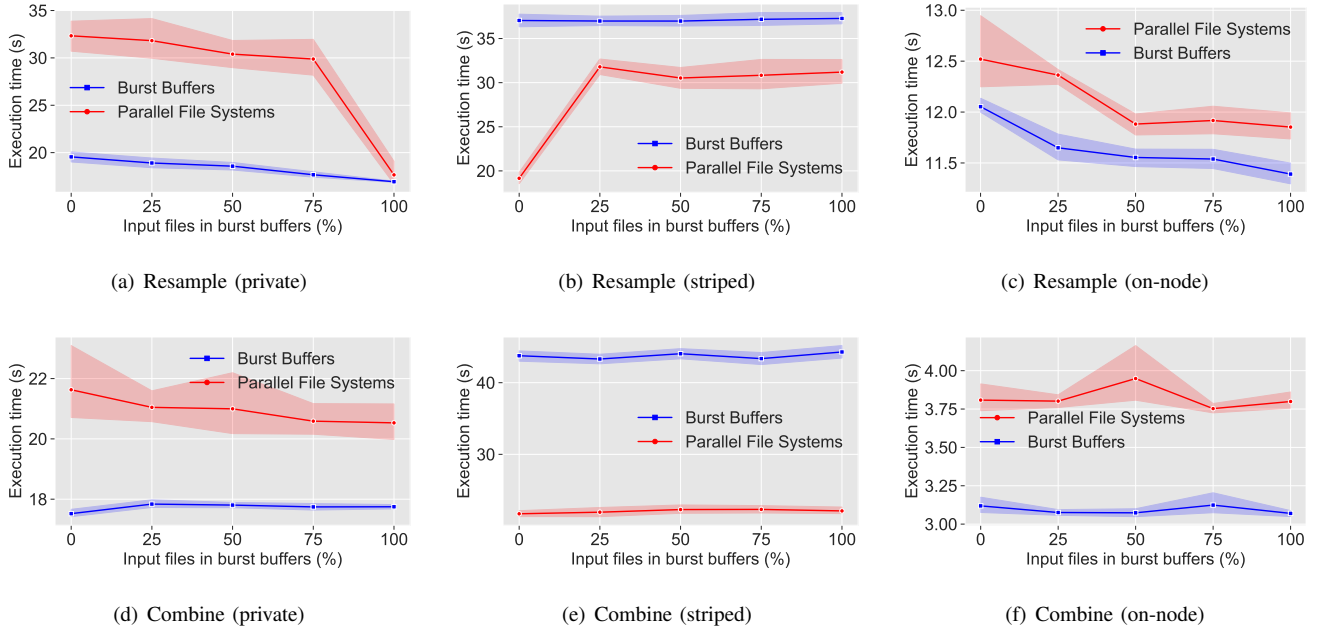 35
30
25
20
Execution time (s)
Burst Buffers
Parallel File Systems
0 25 50 75 100
Input files in burst buffers (%)
(a) Resample (private)
35
30
25
20
Execution time (s)
Burst Buffers
Parallel File Systems
0 25 50 75 100
Input files in burst buffers (%)
(b) Resample (striped)
13.0
12.5
12.0
11.5
Execution time (s)
Parallel File Systems
Burst Buffers
0 25 50 75 100
Input files in burst buffers (%)
(c) Resample (on-node)
22
20
18
Execution time (s)
Burst Buffers
Parallel File Systems
0 25 50 75 100
Input files in burst buffers (%)
(d) Combine (private)
40
30
Execution time (s)
Burst Buffers
Parallel File Systems
0 25 50 75 100
Input files in burst buffers (%)
(e) Combine (striped)
4.00
3.75
3.50
3.25
3.00
Execution time (s)
Parallel File Systems
Burst Buffers
0 25 50 75 100
Input files in burst buffers (%)
(f) Combine (on-node)